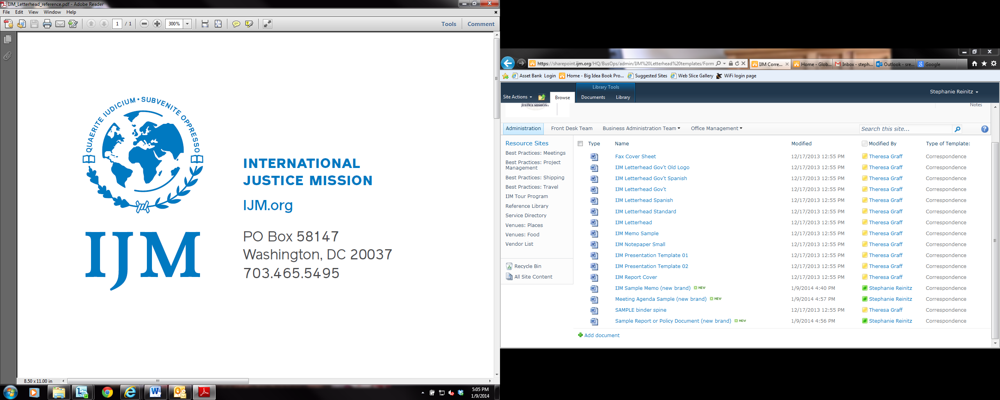 IJM_Letterhead_reference.pdf - Adobe Reader
File Edit View Window Help
1 / 1 300% Tools Comment
QUAERITE IUDICIUM • SUBVENITE OPPRESSO
IJM
INTERNATIONAL
JUSTICE MISSION
IJM.org
PO Box 58147
Washington, DC 20037
703.465.5495
8.50 x 11.00 in
5:05 PM
1/9/2014
https://sharepoint.ijm.org/HQ/BusOps/admin/IJM%20Letterhead%20templates/Form
IJM Corre... Home - Glob... Inbox - steph... Outlook - sre... Google
Asset Bank Login Home - Big Idea Book Pro... Suggested Sites Web Slice Gallery WiFi login page
Library Tools
Site Actions Browse Documents Library Stephanie Reinitz
JUSTICE MISSION® Notes
Administration Front Desk Team Business Administration Team Office Management Search this site...
Resource Sites
Best Practices: Meetings
Best Practices: Project
Management
Best Practices: Shipping
Best Practices: Travel
IJM Tour Program
Reference Library
Service Directory
Venues: Places
Venues: Food
Vendor List
Recycle Bin
All Site Content
Type Name Modified Modified By Type of Template:
Fax Cover Sheet 12/17/2013 12:55 PM Theresa Graff Correspondence
IJM Letterhead Gov't Old Logo 12/17/2013 12:55 PM Theresa Graff Correspondence
IJM Letterhead Gov't Spanish 12/17/2013 12:55 PM Theresa Graff Correspondence
IJM Letterhead Gov't 12/17/2013 12:55 PM Theresa Graff Correspondence
IJM Letterhead Spanish 12/17/2013 12:55 PM Theresa Graff Correspondence
IJM Letterhead Standard 12/17/2013 12:55 PM Theresa Graff Correspondence
IJM Letterhead 12/17/2013 12:55 PM Theresa Graff Correspondence
IJM Memo Sample 12/17/2013 12:55 PM Theresa Graff Correspondence
IJM Notepaper Small 12/17/2013 12:55 PM Theresa Graff Correspondence
IJM Presentation Template 01 12/17/2013 12:55 PM Theresa Graff Correspondence
IJM Presentation Template 02 12/17/2013 12:55 PM Theresa Graff Correspondence
IJM Report Cover 12/17/2013 12:55 PM Theresa Graff Correspondence
IJM Sample Memo (new brand) NEW 1/9/2014 4:40 PM Stephanie Reinitz Correspondence
Meeting Agenda Sample (new brand) NEW 1/9/2014 4:57 PM Stephanie Reinitz Correspondence
SAMPLE binder spine 12/17/2013 12:55 PM Theresa Graff Correspondence
Sample Report or Policy Document (new brand) NEW 1/9/2014 4:56 PM Stephanie Reinitz Correspondence
Add document